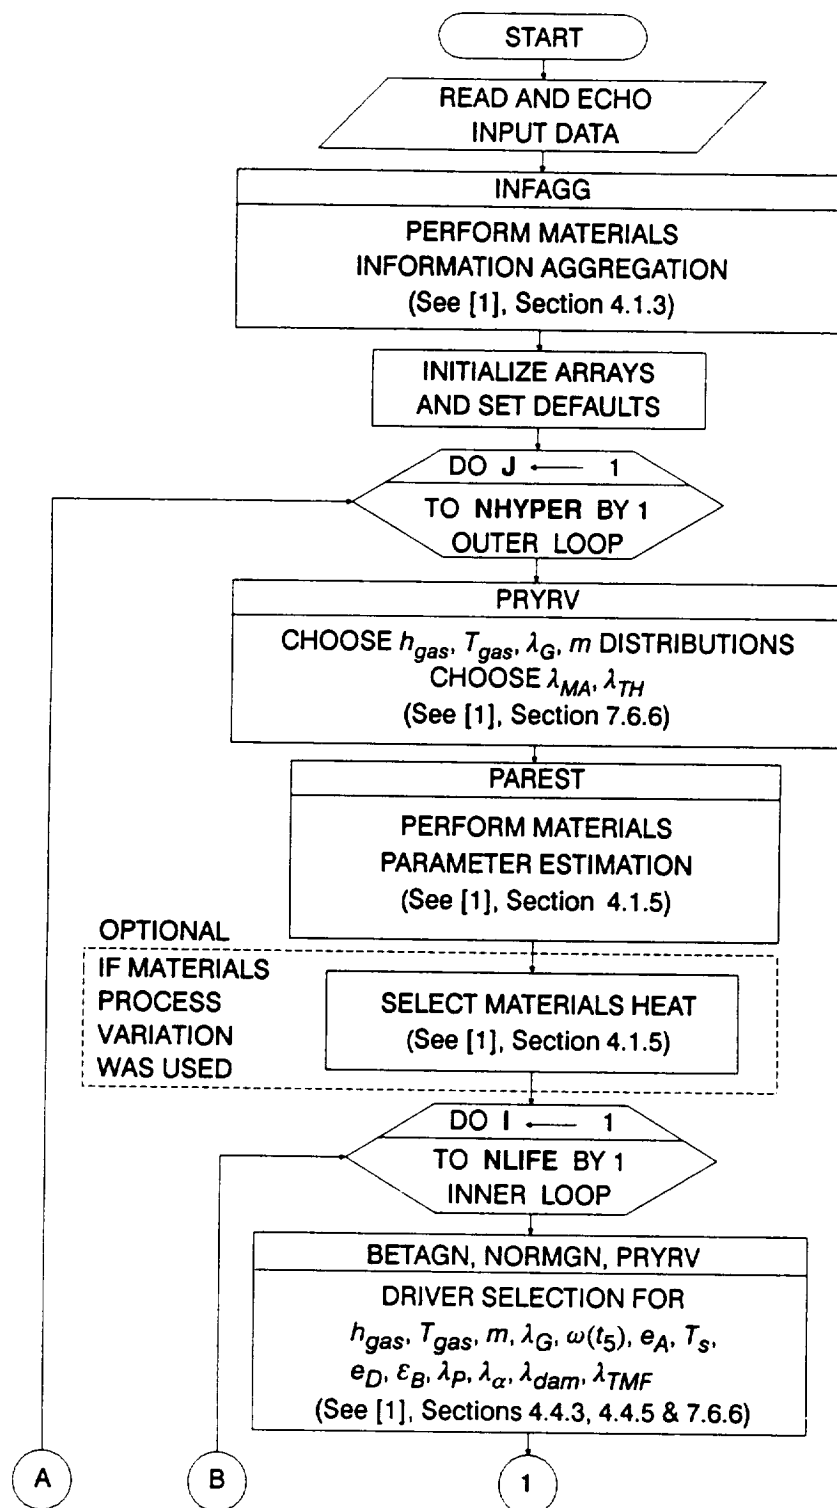 START
READ AND ECHO
INPUT DATA
INFAGG
PERFORM MATERIALS
INFORMATION AGGREGATION
(See [1], Section 4.1.3)
INITIALIZE ARRAYS
AND SET DEFAULTS
DO J ← 1
TO NHYPER BY 1
OUTER LOOP
PRYRV
CHOOSE h_gas, T_gas, λ_G, m DISTRIBUTIONS
CHOOSE λ_MA, λ_TH
(See [1], Section 7.6.6)
PAREST
PERFORM MATERIALS
PARAMETER ESTIMATION
(See [1], Section 4.1.5)
OPTIONAL
IF MATERIALS
PROCESS
VARIATION
WAS USED
SELECT MATERIALS HEAT
(See [1], Section 4.1.5)
DO I ← 1
TO NLIFE BY 1
INNER LOOP
BETAGN, NORMGN, PRYRV
DRIVER SELECTION FOR
h_gas, T_gas, m, λ_G, ω(t_5), e_A, T_s,
e_D, ε_B, λ_P, λ_α, λ_dam, λ_TMF
(See [1], Sections 4.4.3, 4.4.5 & 7.6.6)
A
B
1